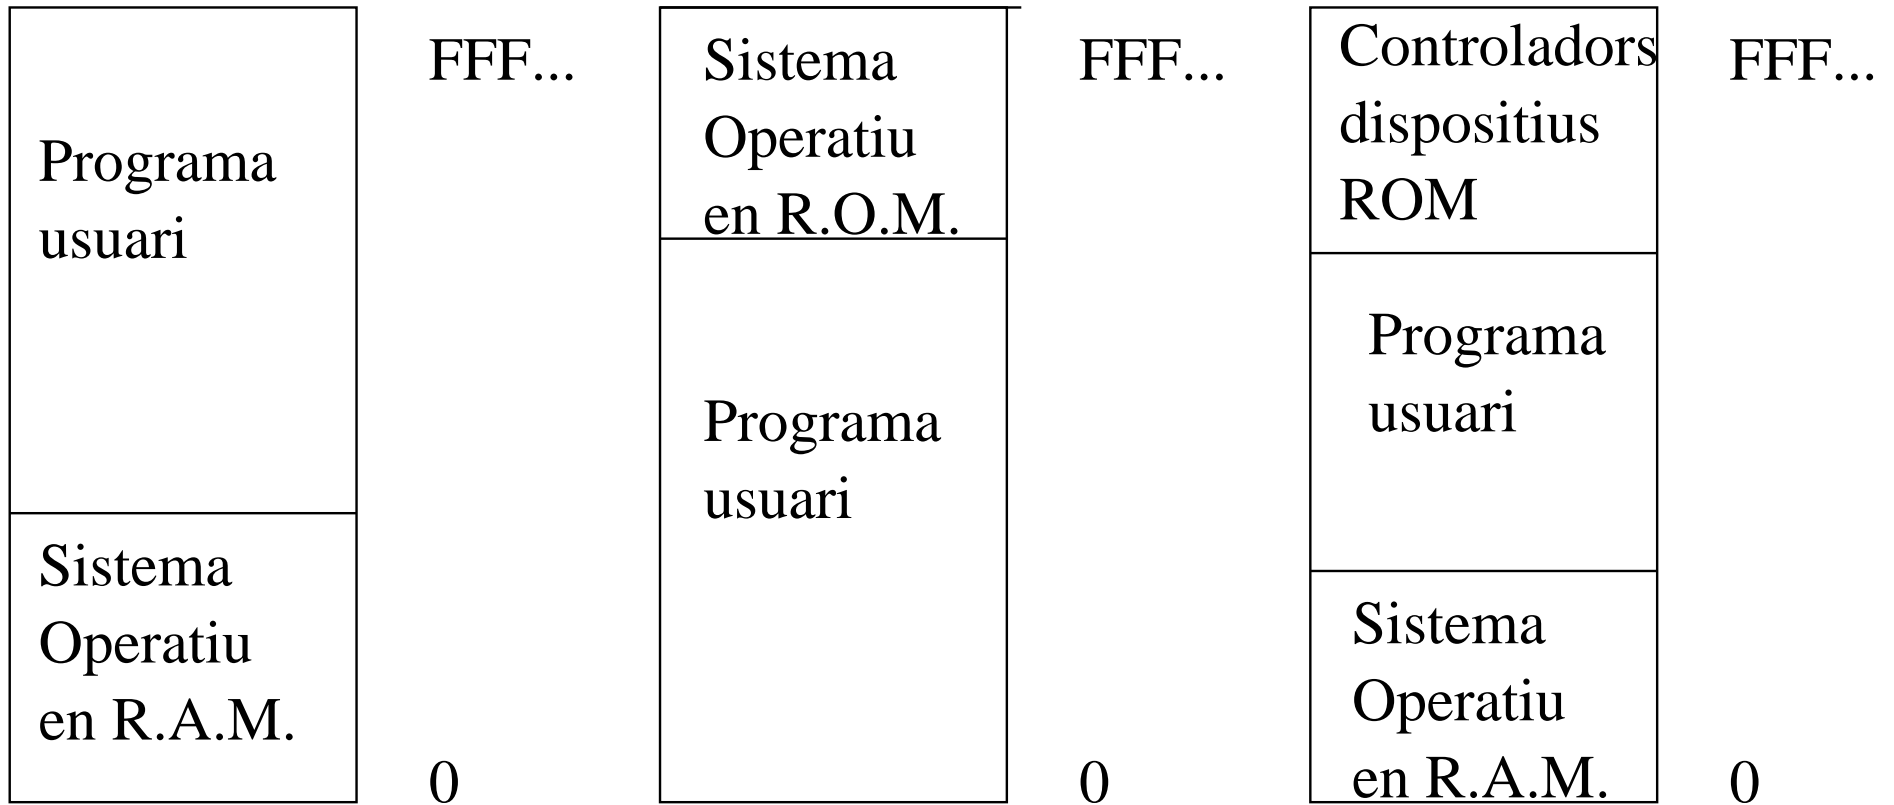 Programa
usuari
Sistema
Operatiu
en R.A.M.
FFF...
0
Sistema
Operatiu
en R.O.M.
Programa
usuari
FFF...
0
Controladors
dispositius
ROM
Programa
usuari
Sistema
Operatiu
en R.A.M.
FFF...
0